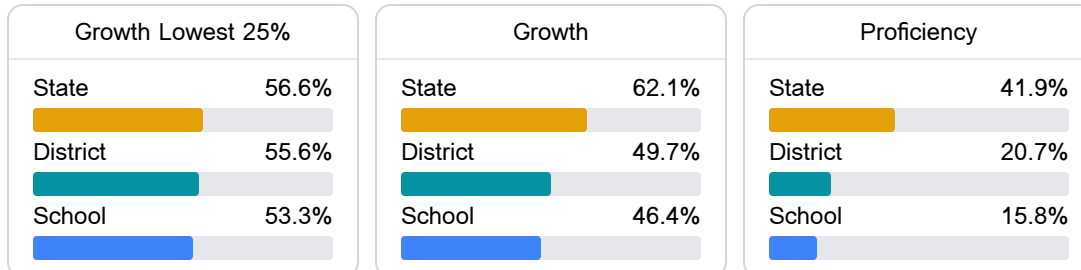 Growth Lowest 25%
State 56.6%
District 55.6%
School 53.3%
Growth
State 62.1%
District 49.7%
School 46.4%
Proficiency
State 41.9%
District 20.7%
School 15.8%